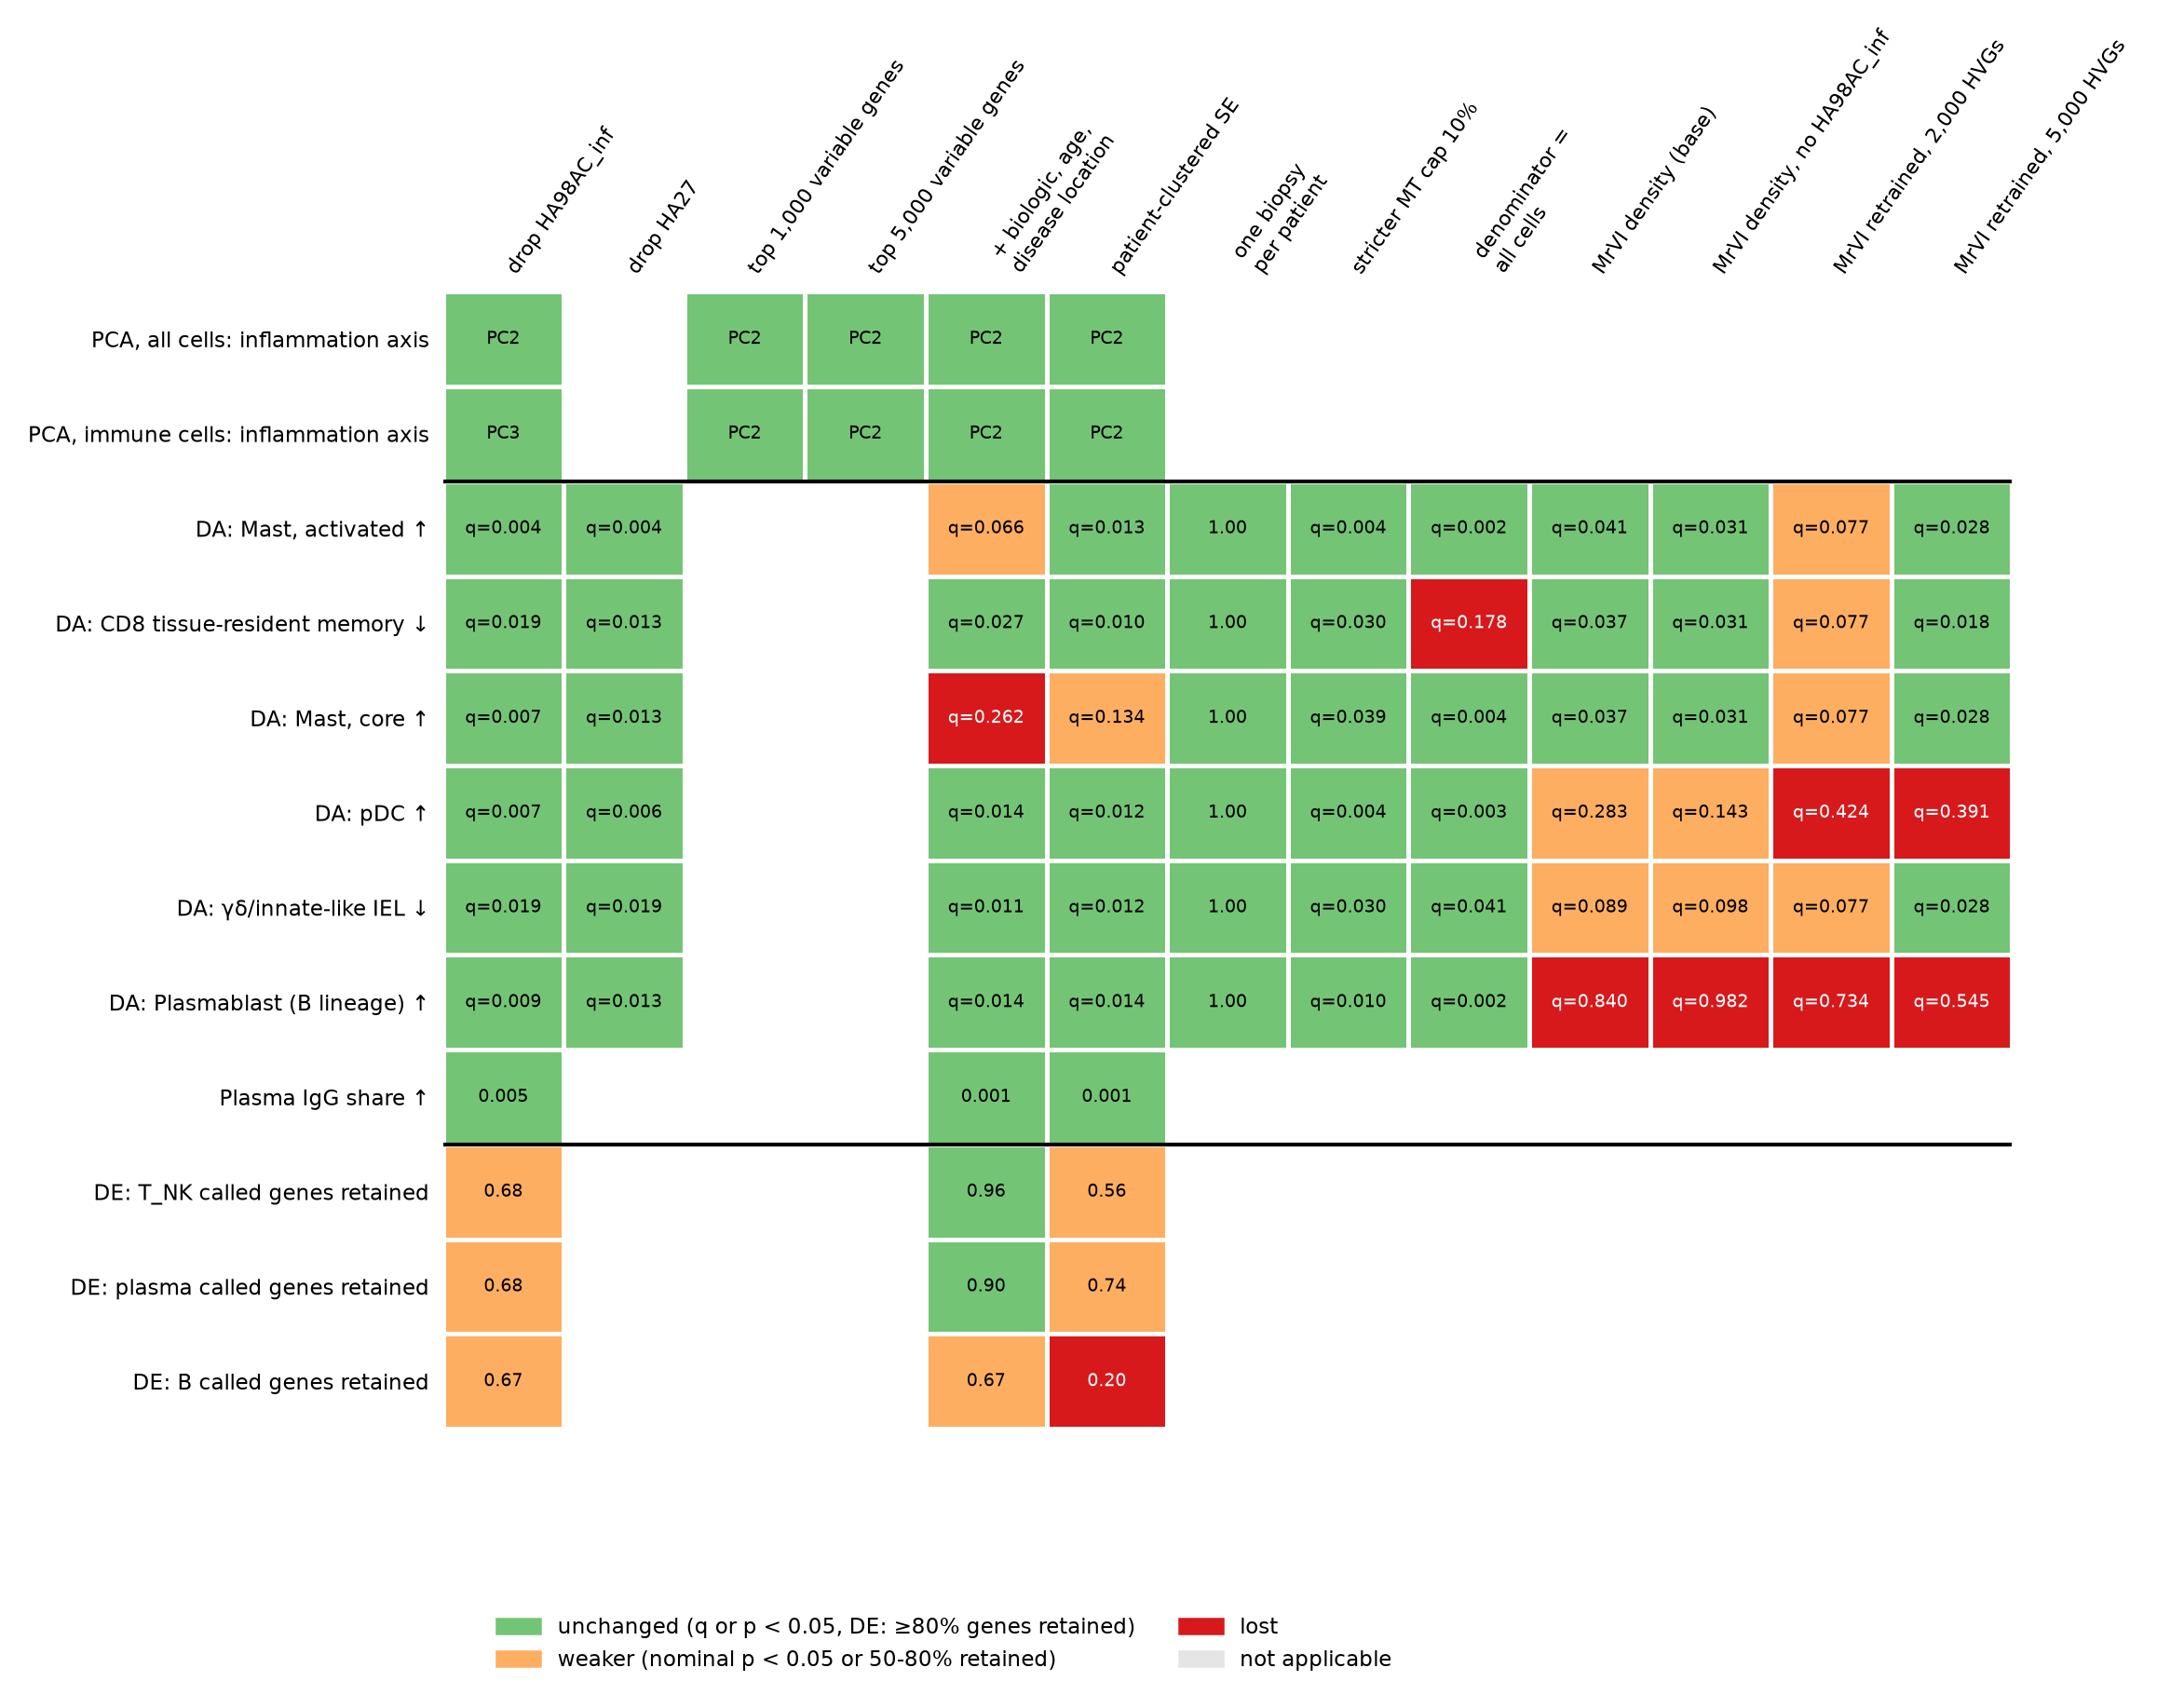 drop HA98AC_inf
drop HA27
top 1,000 variable genes
top 5,000 variable genes
+ biologic, age,
disease location
patient-clustered SE
one biopsy
per patient
stricter MT cap 10%
denominator =
all cells
MrVI density (base)
MrVI density, no HA98AC_inf
MrVI retrained, 2,000 HVGs
MrVI retrained, 5,000 HVGs
PCA, all cells: inflammation axis PC2 PC2 PC2 PC2 PC2
PCA, immune cells: inflammation axis PC3 PC2 PC2 PC2 PC2
DA: Mast, activated ↑ q=0.004 q=0.004 q=0.066 q=0.013 1.00 q=0.004 q=0.002 q=0.041 q=0.031 q=0.077 q=0.028
DA: CD8 tissue-resident memory ↓ q=0.019 q=0.013 q=0.027 q=0.010 1.00 q=0.030 q=0.178 q=0.037 q=0.031 q=0.077 q=0.018
DA: Mast, core ↑ q=0.007 q=0.013 q=0.262 q=0.134 1.00 q=0.039 q=0.004 q=0.037 q=0.031 q=0.077 q=0.028
DA: pDC ↑ q=0.007 q=0.006 q=0.014 q=0.012 1.00 q=0.004 q=0.003 q=0.283 q=0.143 q=0.424 q=0.391
DA: γδ/innate-like IEL ↓ q=0.019 q=0.019 q=0.011 q=0.012 1.00 q=0.030 q=0.041 q=0.089 q=0.098 q=0.077 q=0.028
DA: Plasmablast (B lineage) ↑ q=0.009 q=0.013 q=0.014 q=0.014 1.00 q=0.010 q=0.002 q=0.840 q=0.982 q=0.734 q=0.545
Plasma IgG share ↑ 0.005 0.001 0.001
DE: T_NK called genes retained 0.68 0.96 0.56
DE: plasma called genes retained 0.68 0.90 0.74
DE: B called genes retained 0.67 0.67 0.20
unchanged (q or p < 0.05, DE: ≥80% genes retained)
weaker (nominal p < 0.05 or 50-80% retained)
lost
not applicable